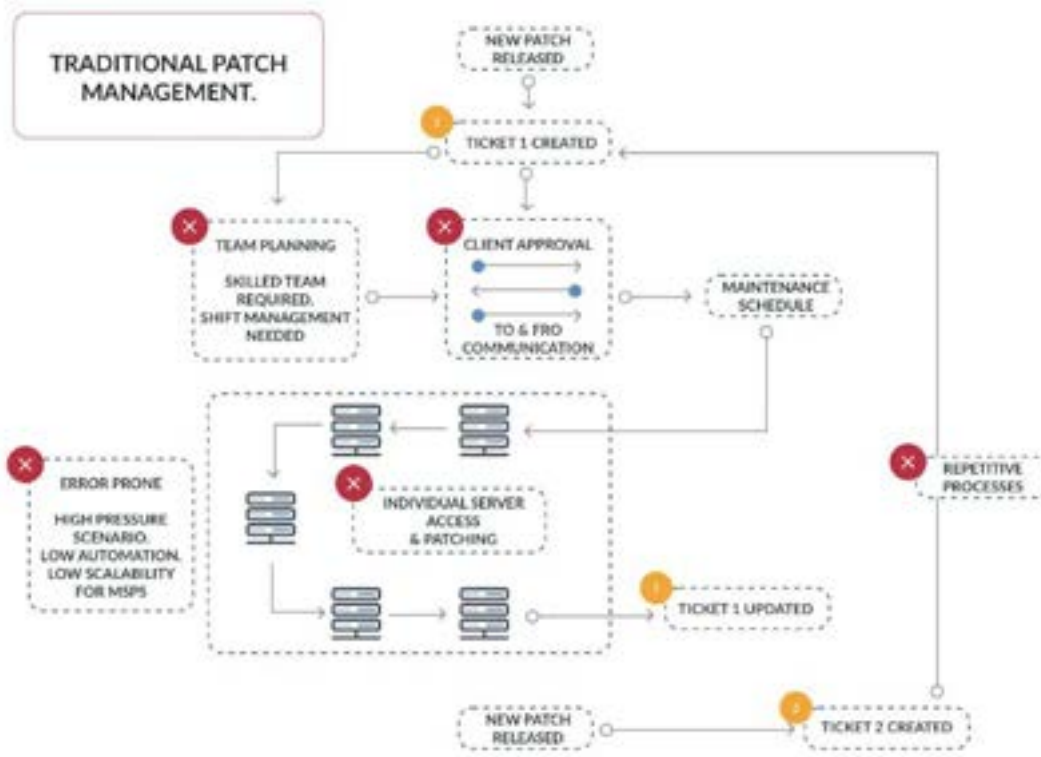 TRADITIONAL PATCH
MANAGEMENT.
NEW PATCH
RELEASED
TICKET 1 CREATED
TEAM PLANNING
SKILLED TEAM
REQUIRED.
SHIFT MANAGEMENT
NEEDED
CLIENT APPROVAL
TO & FRO
COMMUNICATION
MAINTENANCE
SCHEDULE
ERROR PRONE
HIGH PRESSURE
SCENARIO.
LOW AUTOMATION.
LOW SCALABILITY
FOR MSPS
INDIVIDUAL SERVER
ACCESS
& PATCHING
REPETITIVE
PROCESSES
TICKET 1 UPDATED
NEW PATCH
RELEASED
2
TICKET 2 CREATED